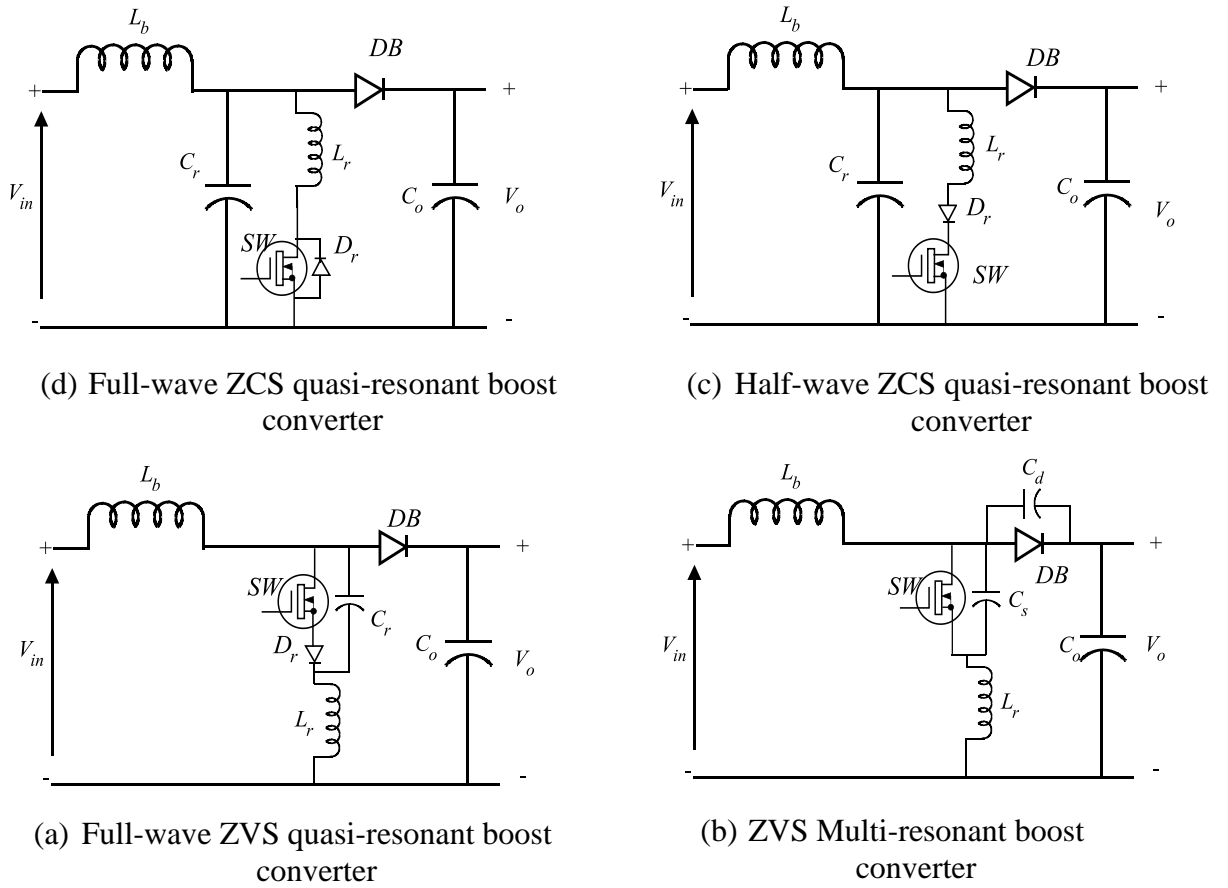 L_b
DB
+
+
C_r
L_r
V_in
C_o
V_o
SW
D_r
-
-
(d) Full-wave ZCS quasi-resonant boost
converter
L_b
DB
+
+
L_r
C_r
V_in
D_r
C_o
V_o
SW
-
-
(c) Half-wave ZCS quasi-resonant boost
converter
L_b
DB
+
+
SW
C_r
D_r
C_o
V_in
V_o
L_r
-
-
(a) Full-wave ZVS quasi-resonant boost
converter
L_b
C_d
+
+
DB
SW
C_s
C_o
V_in
V_o
L_r
-
-
(b) ZVS Multi-resonant boost
converter